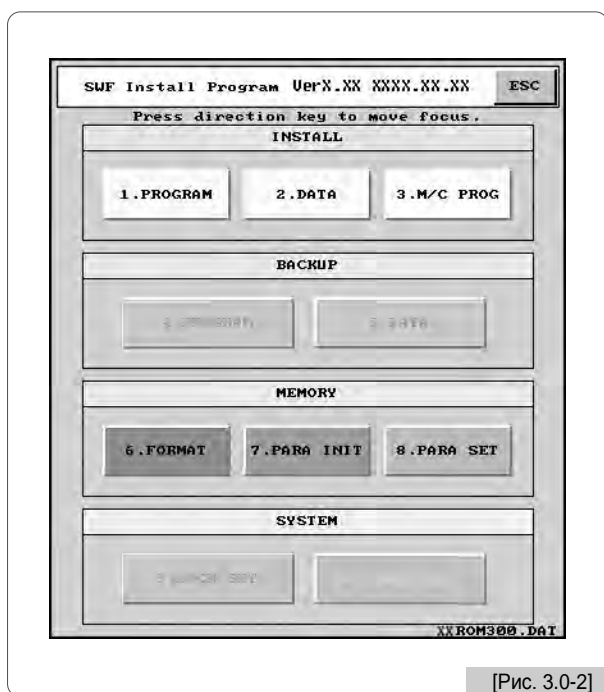 SWF Install Program VerX.XX XXXX.XX.XX ESC
Press direction key to move focus.
INSTALL
1.PROGRAM 2.DATA 3.M/C PROG
BACKUP
MEMORY
6.FORMAT 7.PARA INIT 8.PARA SET
SYSTEM
XXROM300.DAT
[Рис. 3.0-2]